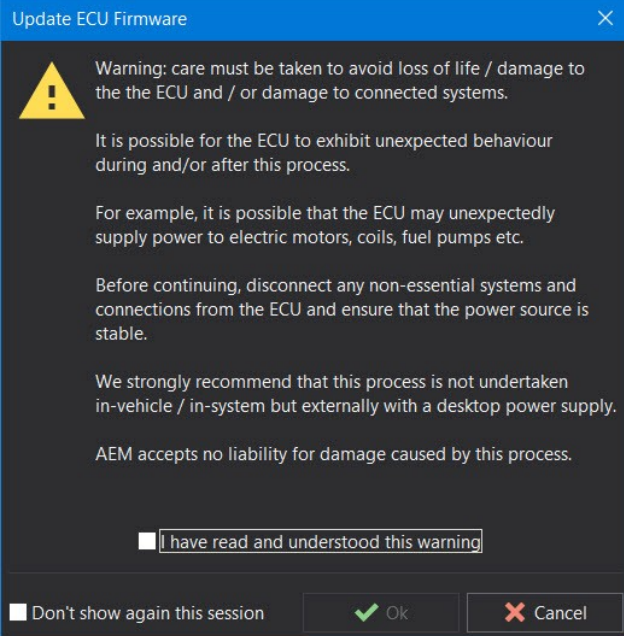 Update ECU Firmware
Warning: care must be taken to avoid loss of life / damage to
the the ECU and / or damage to connected systems.
It is possible for the ECU to exhibit unexpected behaviour
during and/or after this process.
For example, it is possible that the ECU may unexpectedly
supply power to electric motors, coils, fuel pumps etc.
Before continuing, disconnect any non-essential systems and
connections from the ECU and ensure that the power source is
stable.
We strongly recommend that this process is not undertaken
in-vehicle / in-system but externally with a desktop power supply.
AEM accepts no liability for damage caused by this process.
I have read and understood this warning
Don't show again this session
Ok
Cancel